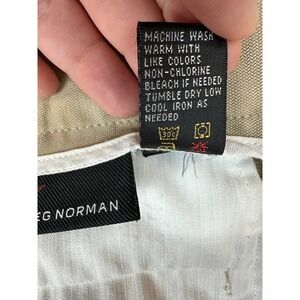 MACHINE WASH
WARM WITH
LIKE COLORS
NON-CHLORINE
BLEACH IF NEEDED
TUMBLE DRY LOW
COOL IRON AS
NEEDED
EG NORMAN